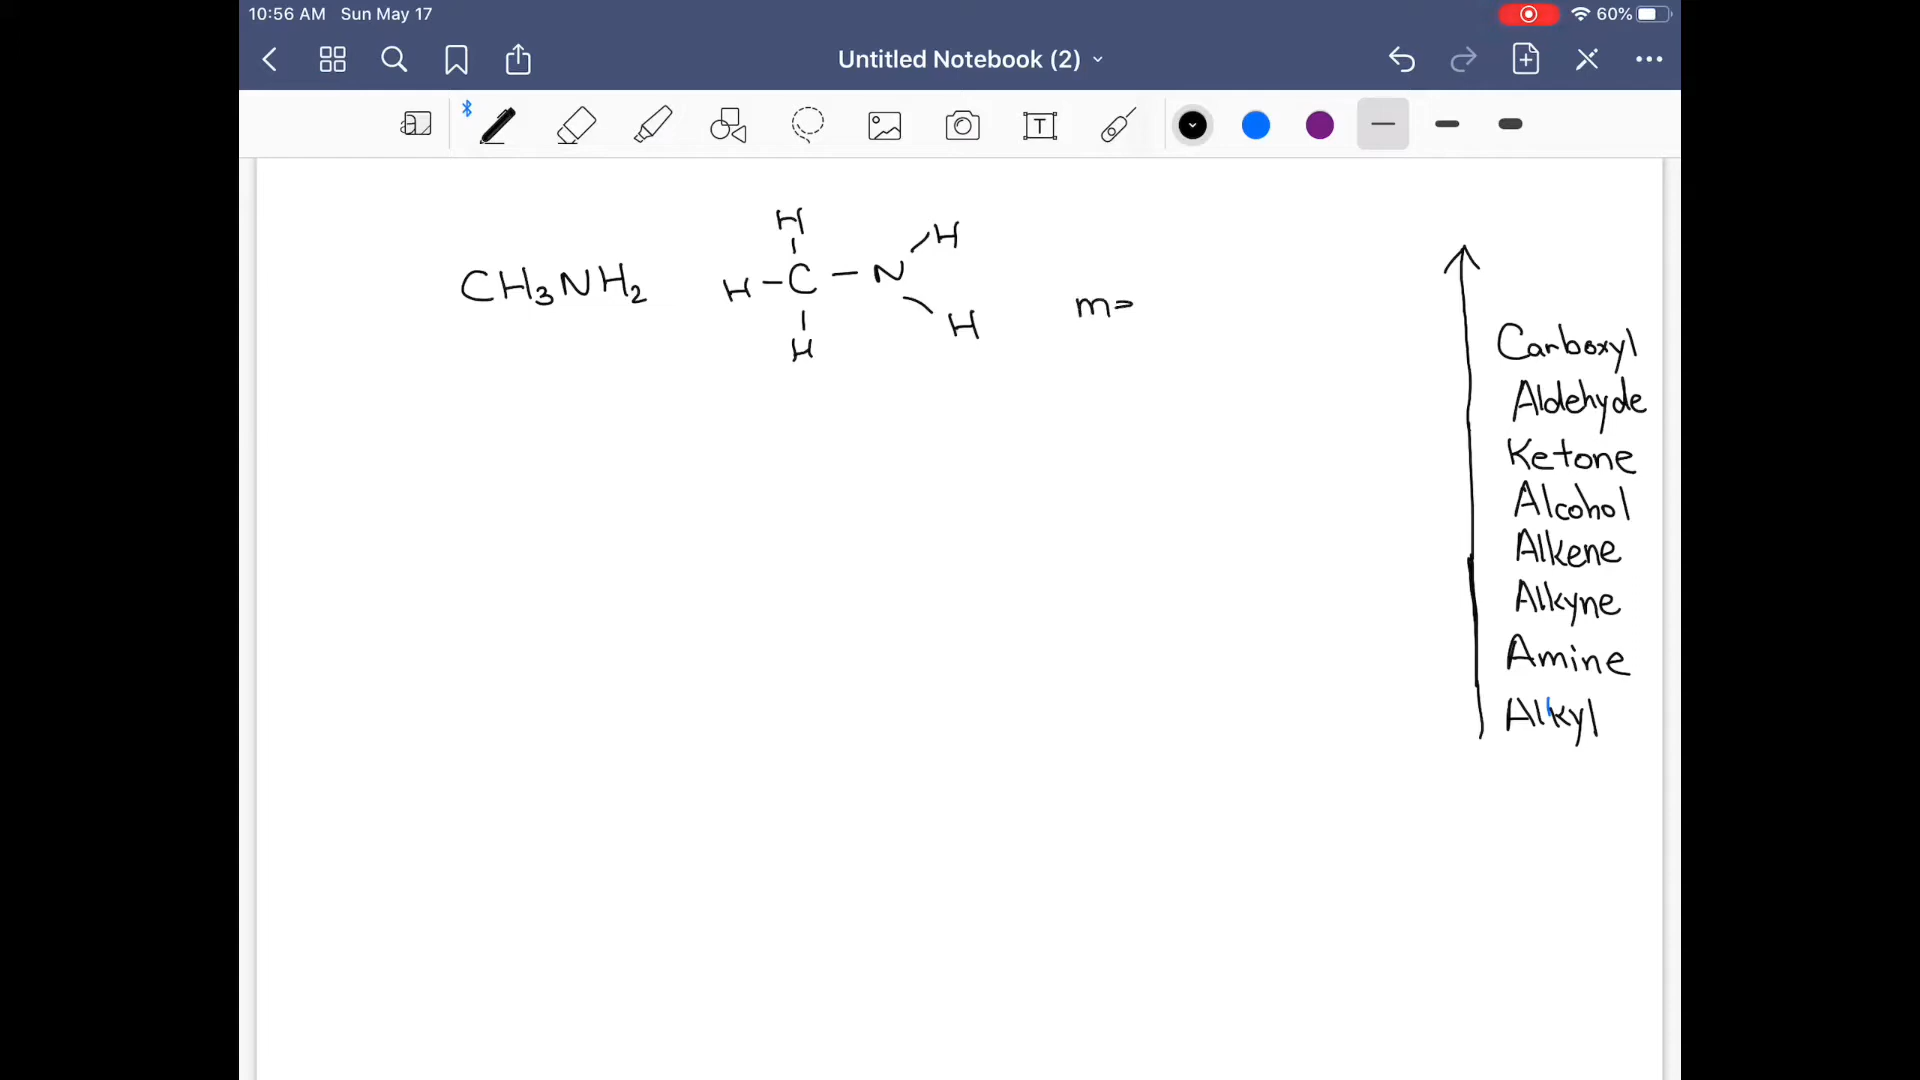 10:56 AM Sun May 17
60%
Untitled Notebook (2)
CH₃NH₂
H
H
H-C-N
H
H
m=
Carboxyl
Aldehyde
Ketone
Alcohol
Alkene
Alkyne
Amine
Alkyl